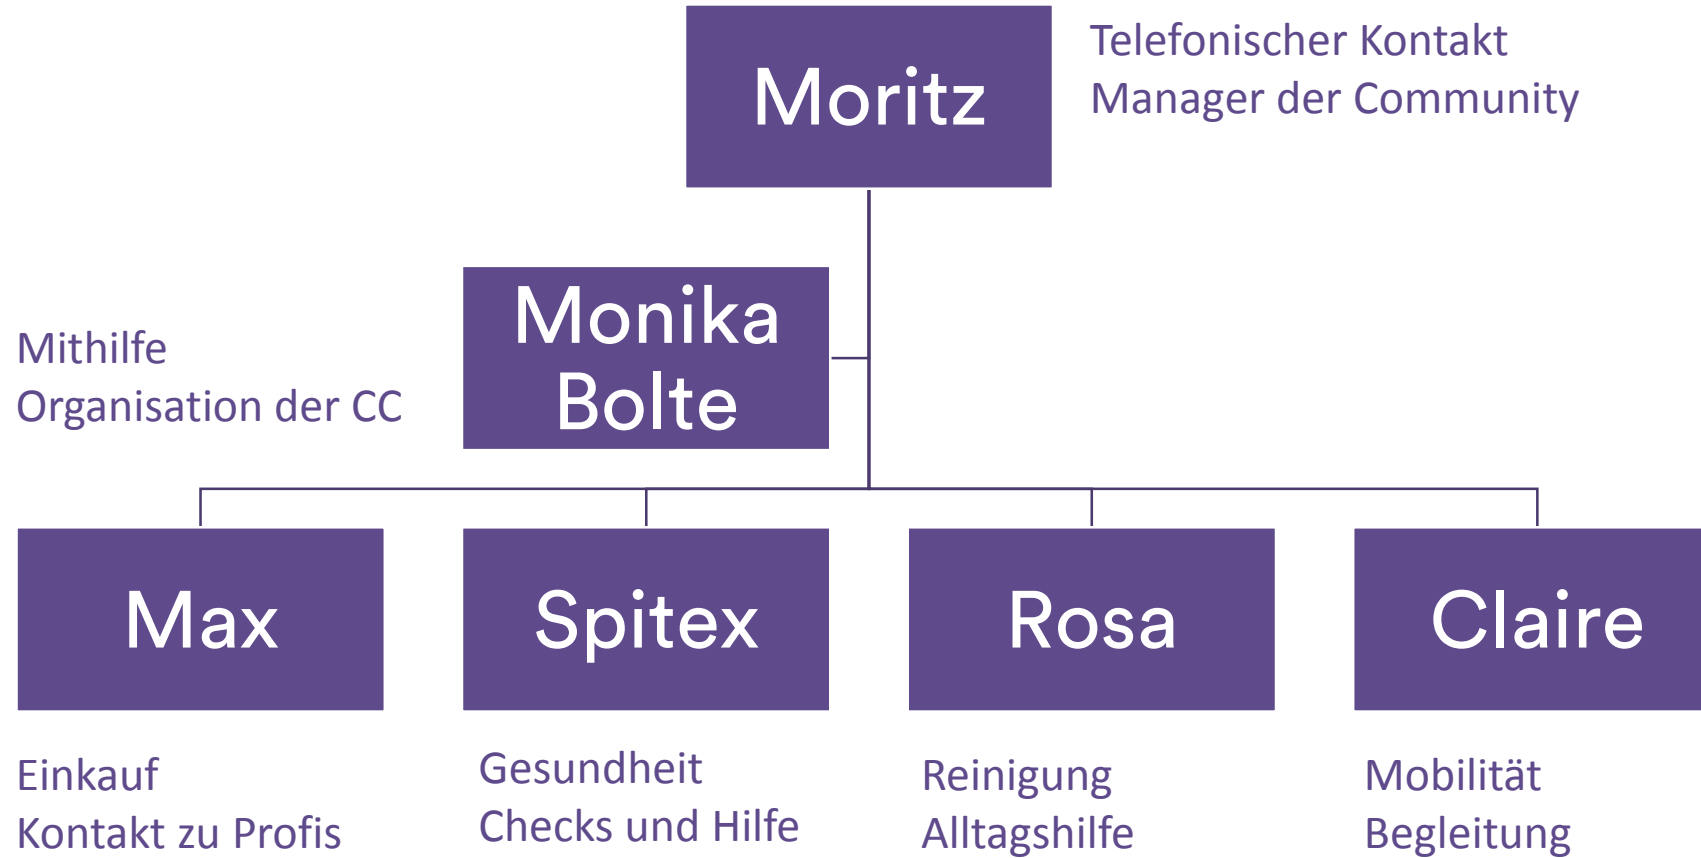 Moritz
Telefonischer Kontakt
Manager der Community
Monika
Bolte
Mithilfe
Organisation der CC
Max
Spitex
Rosa
Claire
Einkauf
Kontakt zu Profis
Gesundheit
Checks und Hilfe
Reinigung
Alltagshilfe
Mobilität
Begleitung